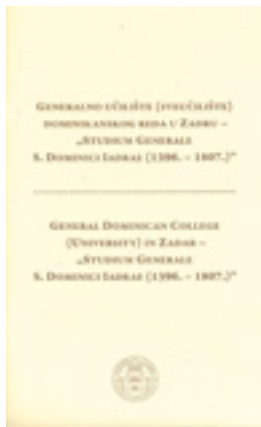 Generalno učilište (sveučilište)
dominikanskog reda u Zadru –
„Studium Generale
S. Dominici Iadrae (1396. – 1807.)"
General Dominican College
(University) in Zadar –
„Studium Generale
S. Dominici Iadrae (1396. – 1807.)"